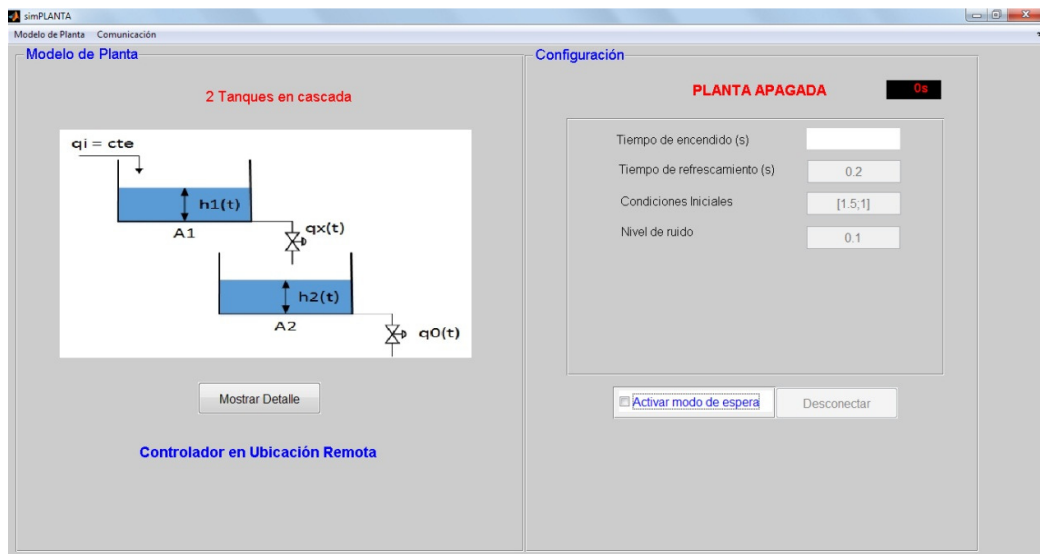 simPLANTA
Modelo de Planta Comunicación
Modelo de Planta
2 Tanques en cascada
qi = cte
h1(t)
A1
qx(t)
h2(t)
A2
q0(t)
Mostrar Detalle
Controlador en Ubicación Remota
Configuración
PLANTA APAGADA
0s
Tiempo de encendido (s)
Tiempo de refrescamiento (s)
0.2
Condiciones Iniciales
[1.5;1]
Nivel de ruido
0.1
Activar modo de espera
Desconectar